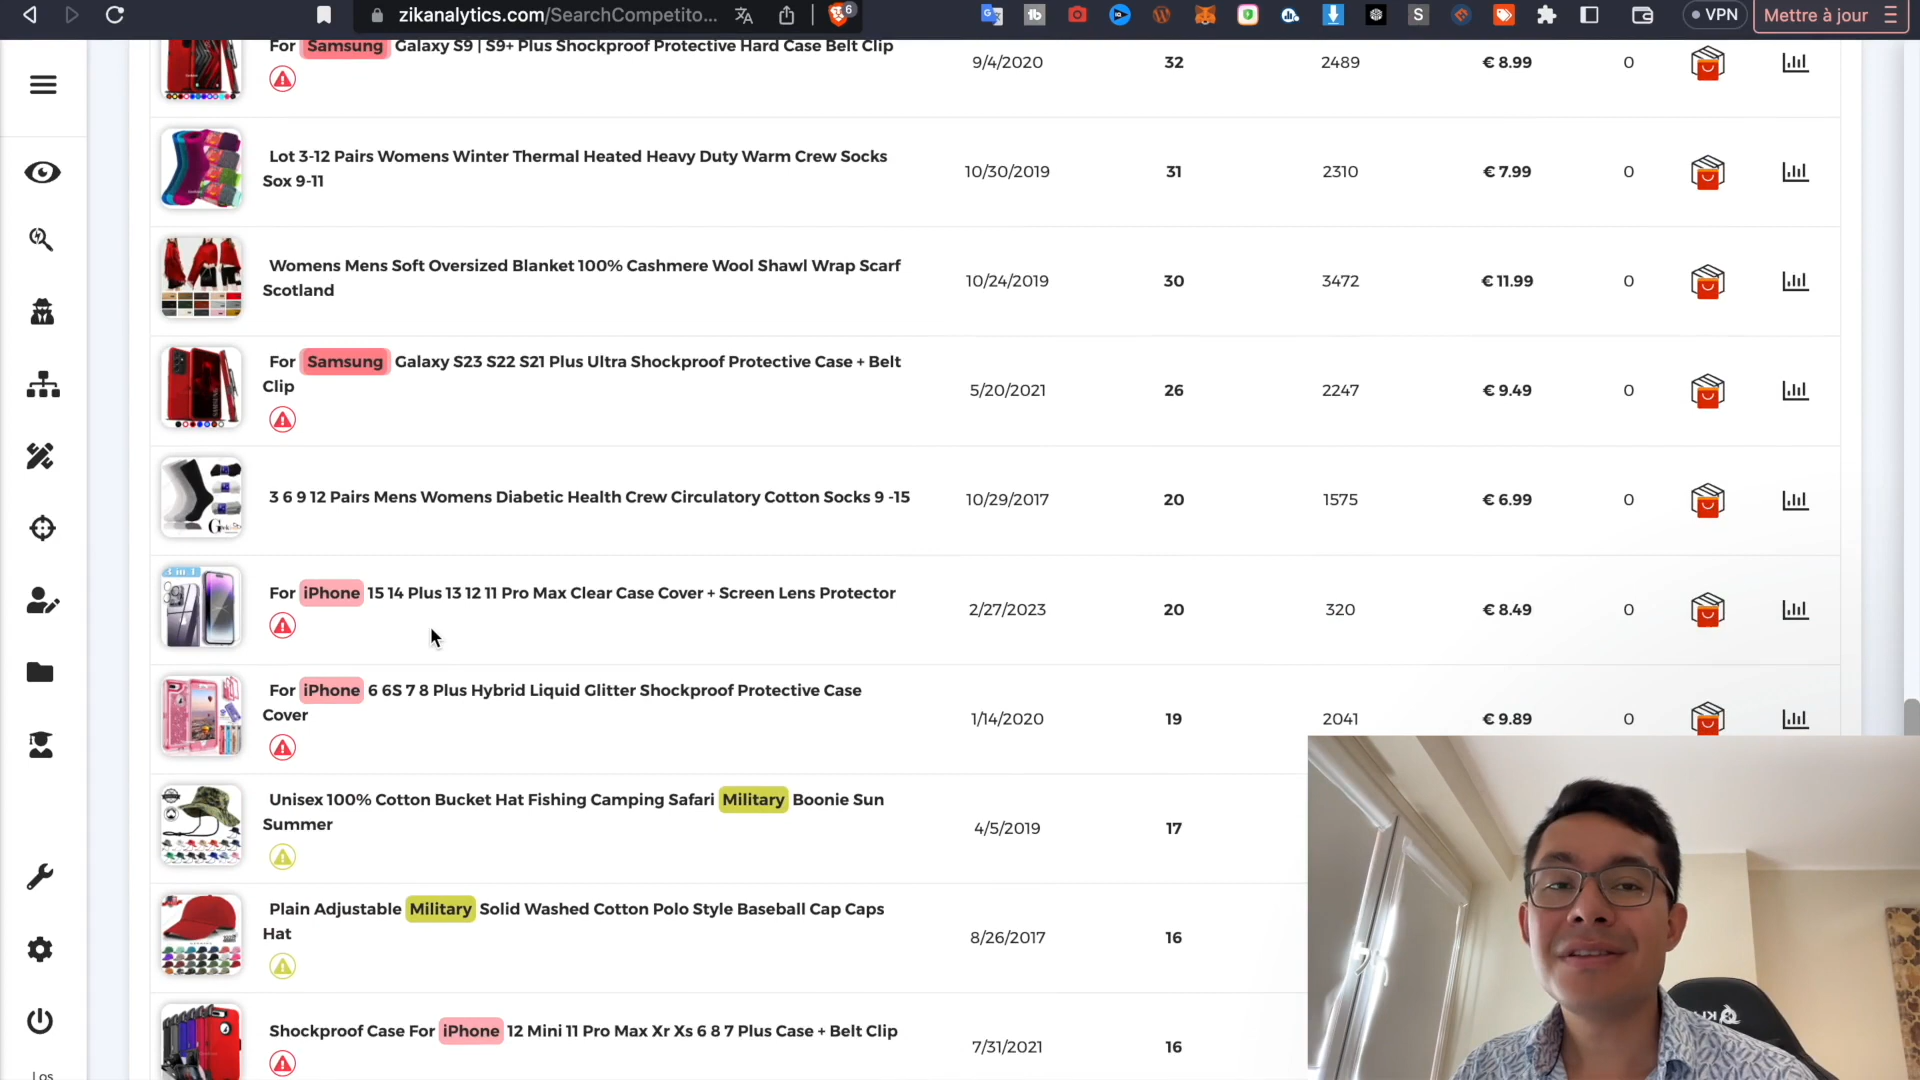 zikanalytics.com/SearchCompetito...
6
VPN
Mettre à jour
For Samsung Galaxy S9 | S9+ Plus Shockproof Protective Hard Case Belt Clip
9/4/2020 32 2489 € 8.99 0
Lot 3-12 Pairs Womens Winter Thermal Heated Heavy Duty Warm Crew Socks
Sox 9-11
10/30/2019 31 2310 € 7.99 0
Womens Mens Soft Oversized Blanket 100% Cashmere Wool Shawl Wrap Scarf
Scotland
10/24/2019 30 3472 € 11.99 0
For Samsung Galaxy S23 S22 S21 Plus Ultra Shockproof Protective Case + Belt
Clip
5/20/2021 26 2247 € 9.49 0
3 6 9 12 Pairs Mens Womens Diabetic Health Crew Circulatory Cotton Socks 9 -15
10/29/2017 20 1575 € 6.99 0
3 in 1
For iPhone 15 14 Plus 13 12 11 Pro Max Clear Case Cover + Screen Lens Protector
2/27/2023 20 320 € 8.49 0
For iPhone 6 6S 7 8 Plus Hybrid Liquid Glitter Shockproof Protective Case
Cover
1/14/2020 19 2041 € 9.89 0
Unisex 100% Cotton Bucket Hat Fishing Camping Safari Military Boonie Sun
Summer
4/5/2019 17
Plain Adjustable Military Solid Washed Cotton Polo Style Baseball Cap Caps
Hat
8/26/2017 16
Shockproof Case For iPhone 12 Mini 11 Pro Max Xr Xs 6 8 7 Plus Case + Belt Clip
7/31/2021 16